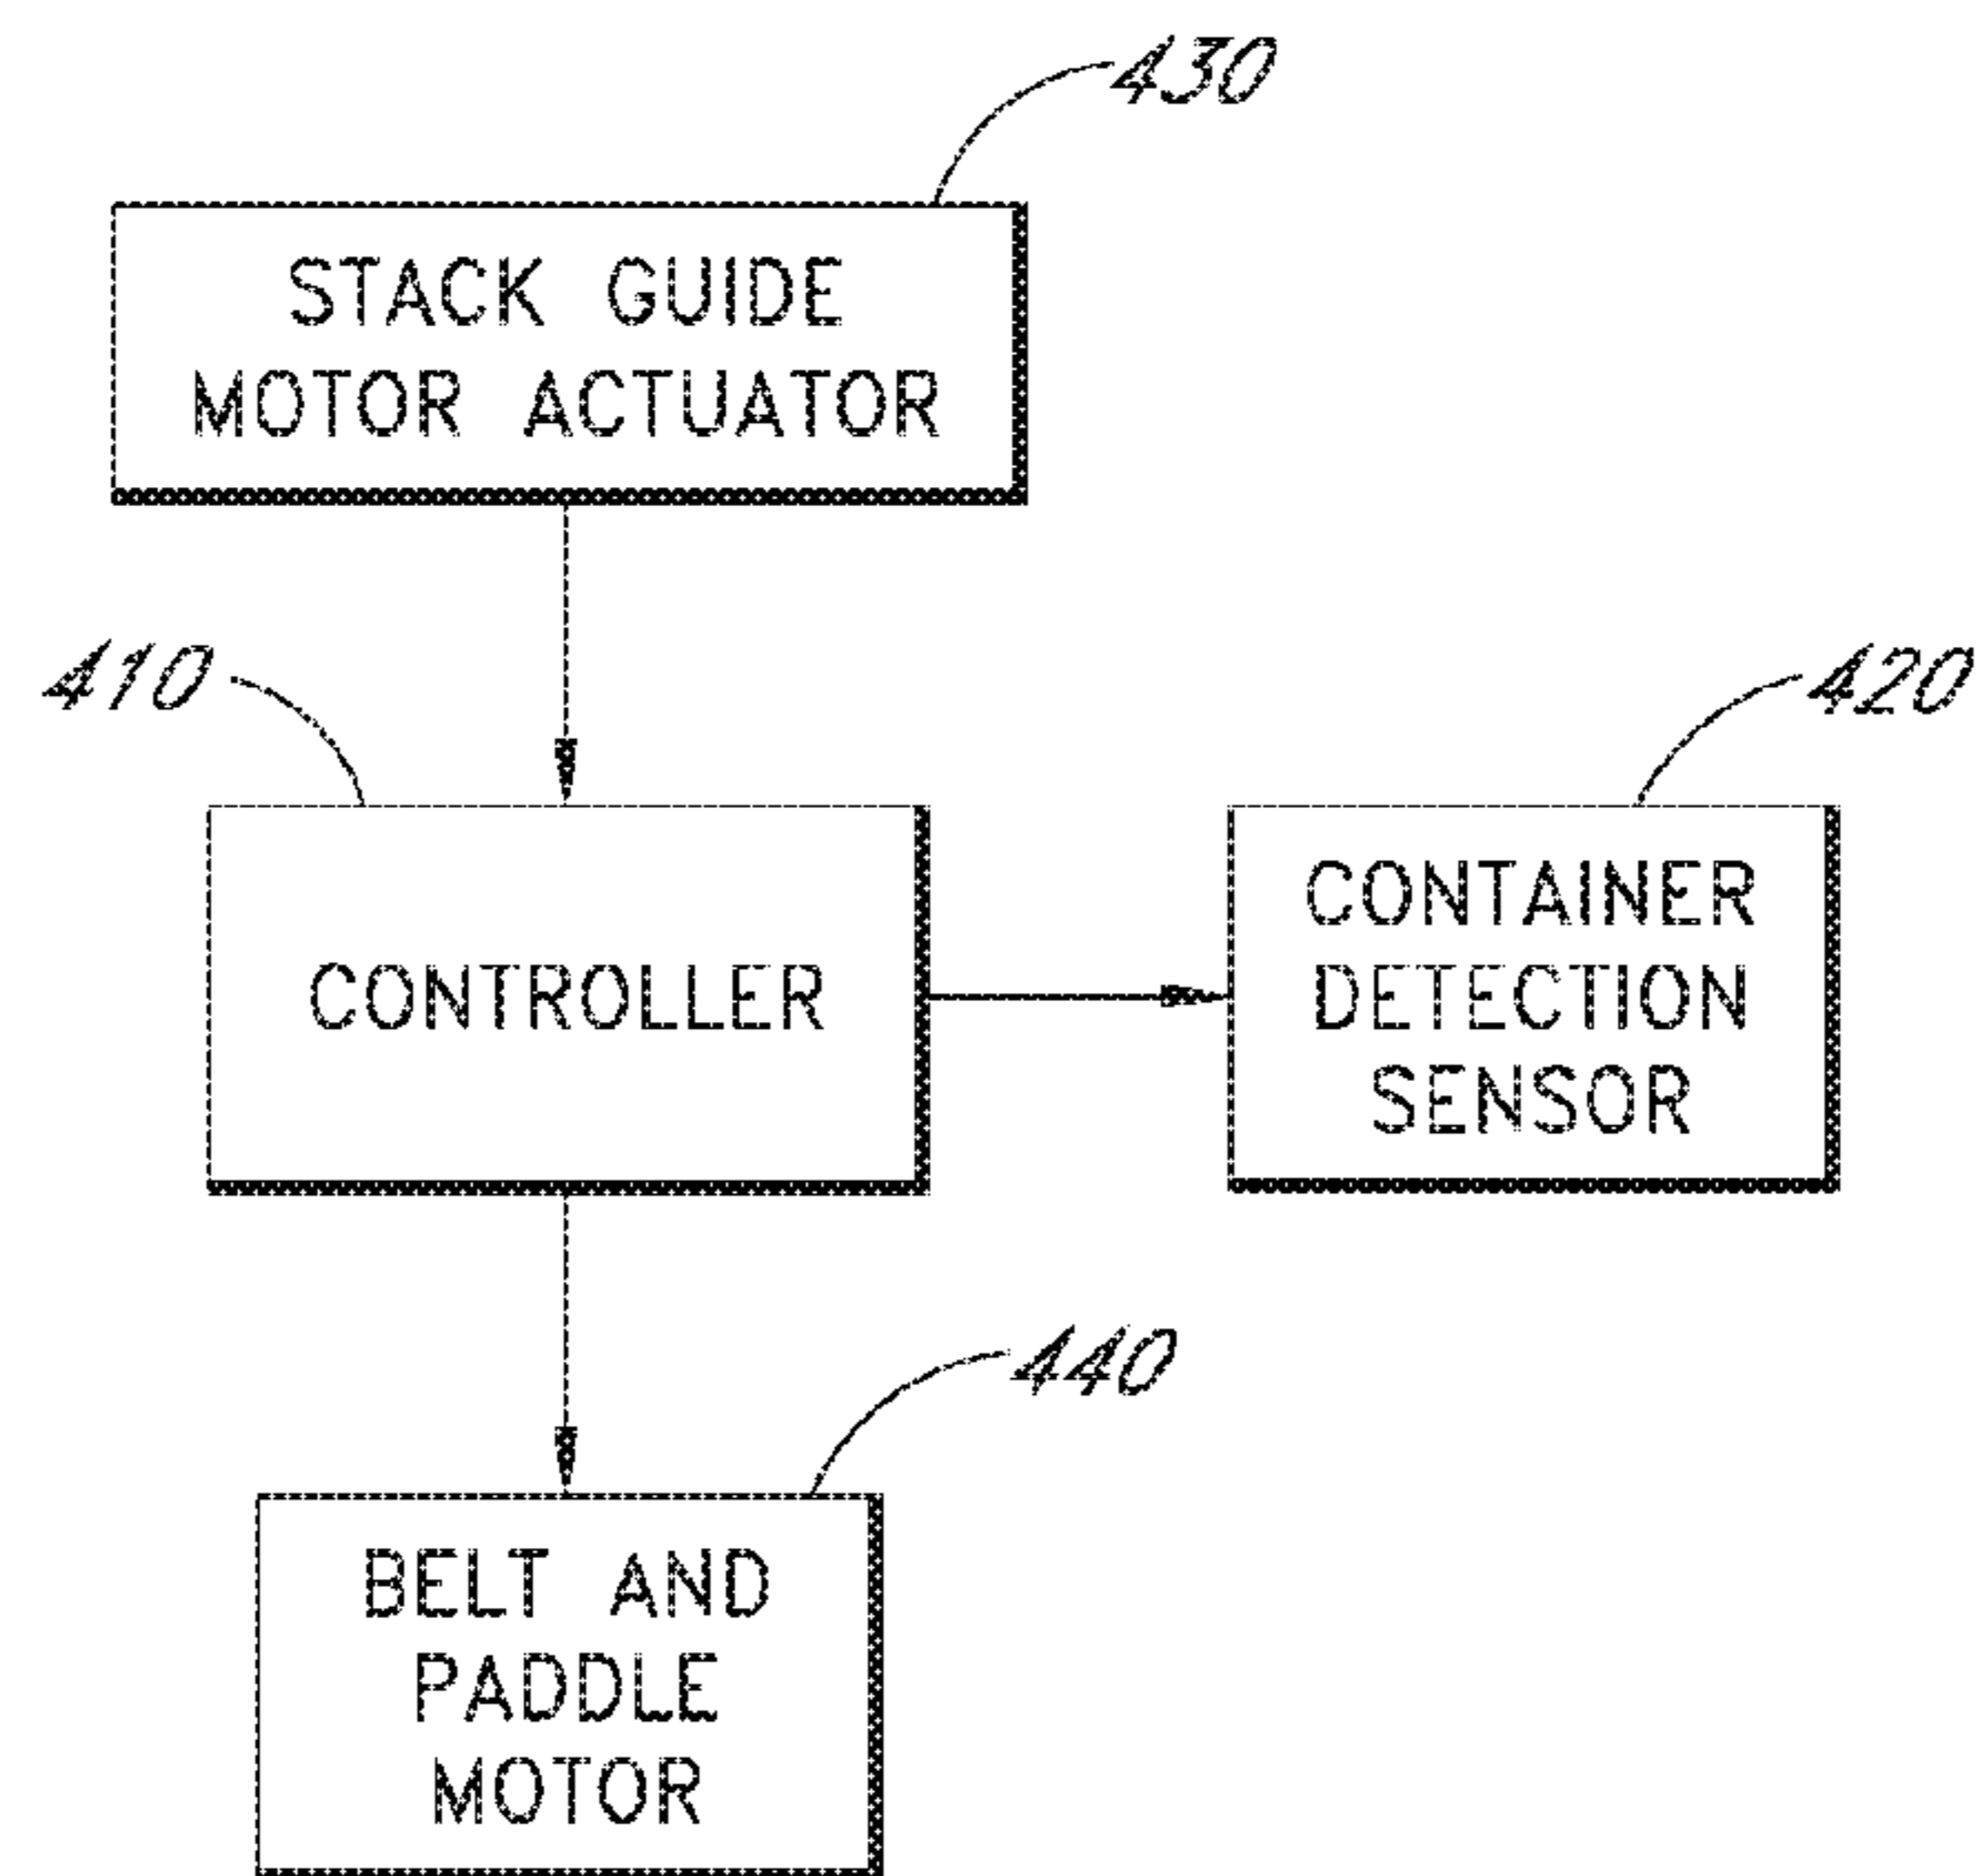 430
STACK GUIDE
MOTOR ACTUATOR
410
420
CONTROLLER
CONTAINER
DETECTION
SENSOR
440
BELT AND
PADDLE
MOTOR